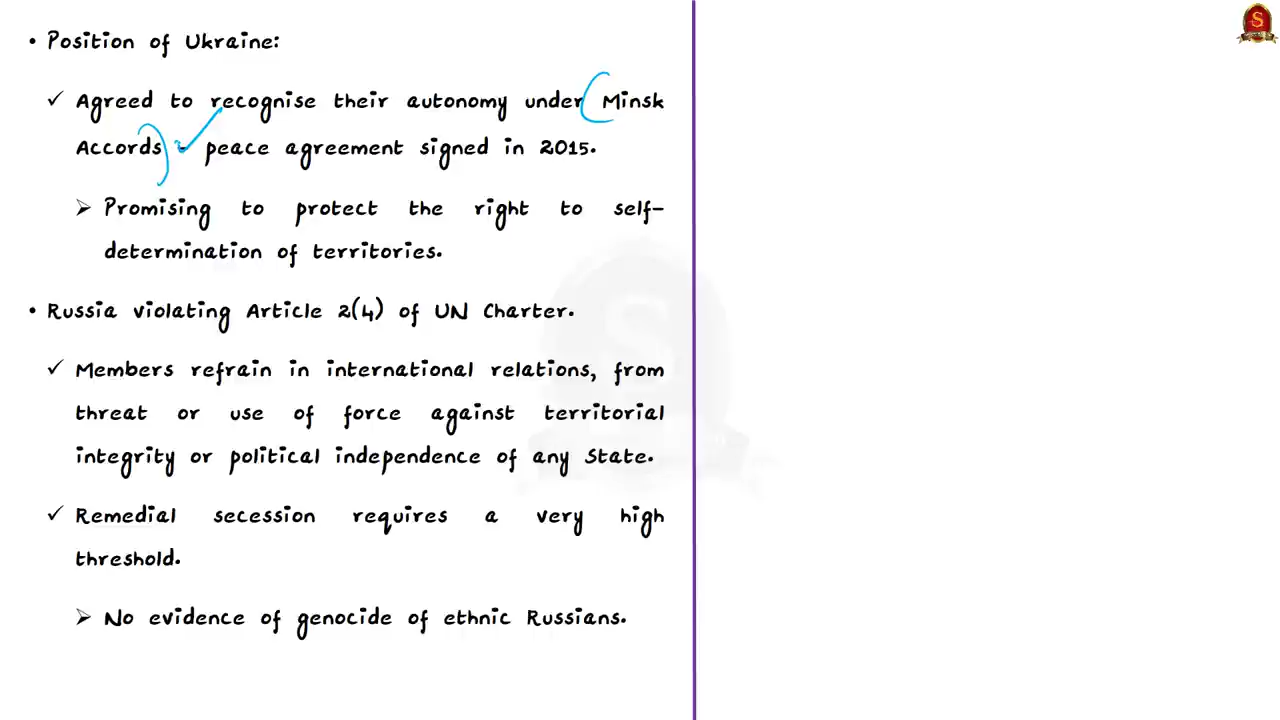 • Position of Ukraine:
✓ Agreed to recognise their autonomy under Minsk
Accords - peace agreement signed in 2015.
➢ Promising to protect the right to self-
determination of territories.
• Russia violating Article 2(4) of UN Charter.
✓ Members refrain in international relations, from
threat or use of force against territorial
integrity or political independence of any State.
✓ Remedial secession requires a very high
threshold.
➢ No evidence of genocide of ethnic Russians.
S
S